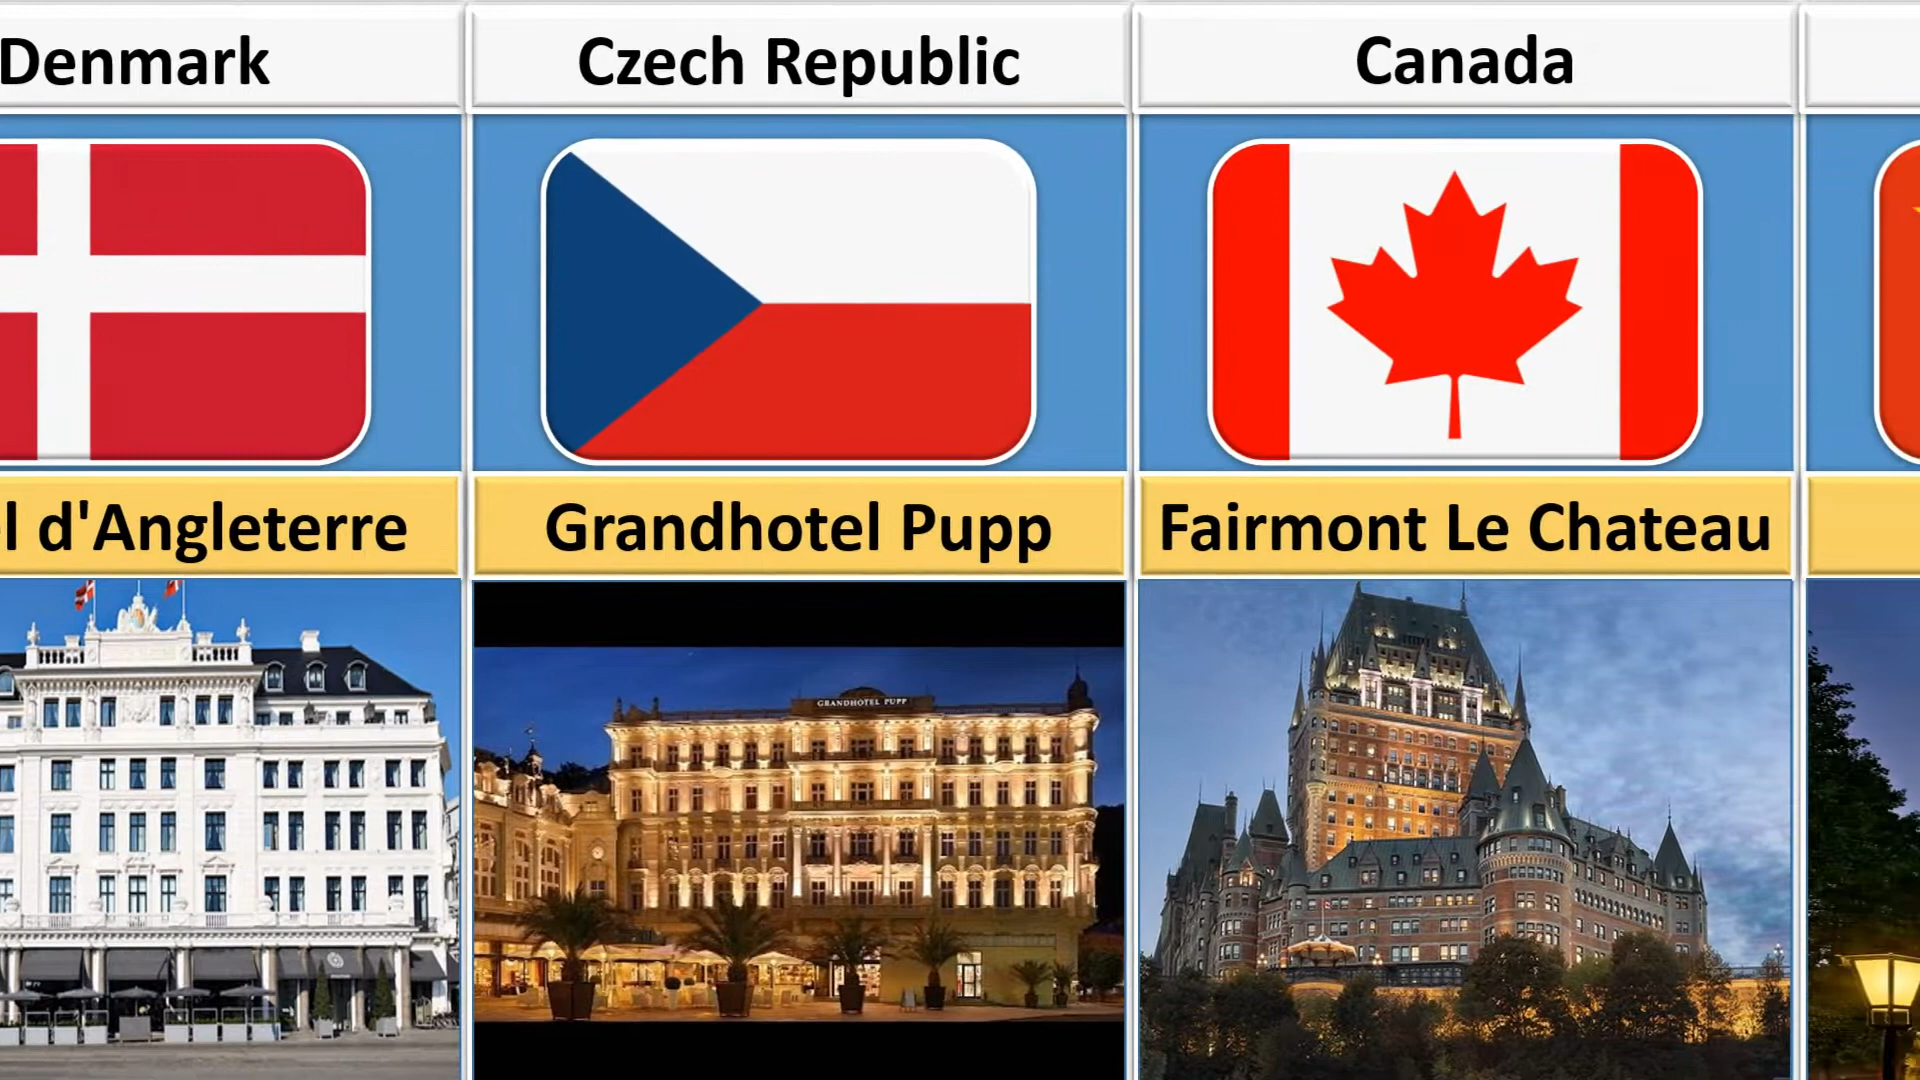 Denmark
Czech Republic
Canada
l d'Angleterre
Grandhotel Pupp
Fairmont Le Chateau
GRANDHOTEL PUPP